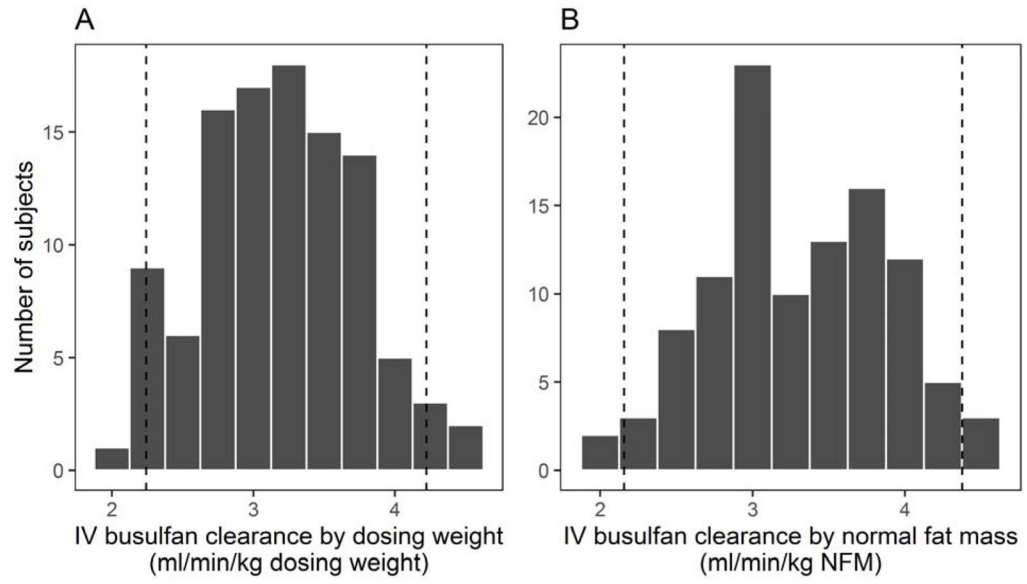 A
B
Number of subjects
15
10
5
0
2
3
4
IV busulfan clearance by dosing weight
(ml/min/kg dosing weight)
20
15
10
5
0
2
3
4
IV busulfan clearance by normal fat mass
(ml/min/kg NFM)